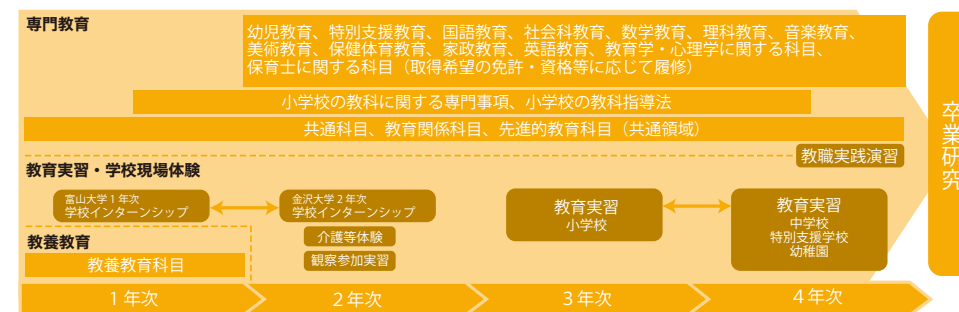 専門教育
幼児教育、特別支援教育、国語教育、社会科教育、数学教育、理科教育、音楽教育、
美術教育、保健体育教育、家政教育、英語教育、教育学・心理学に関する科目、
保育士に関する科目（取得希望の免許・資格等に応じて履修）
小学校の教科に関する専門事項、小学校の教科指導法
共通科目、教育関係科目、先進的教育科目（共通領域）
教職実践演習
教育実習・学校現場体験
富山大学１年次
学校インターンシップ
金沢大学２年次
学校インターンシップ
介護等体験
観察参加実習
教育実習
小学校
教育実習
中学校
特別支援学校
幼稚園
教養教育
教養教育科目
１年次
２年次
３年次
４年次
卒業研究